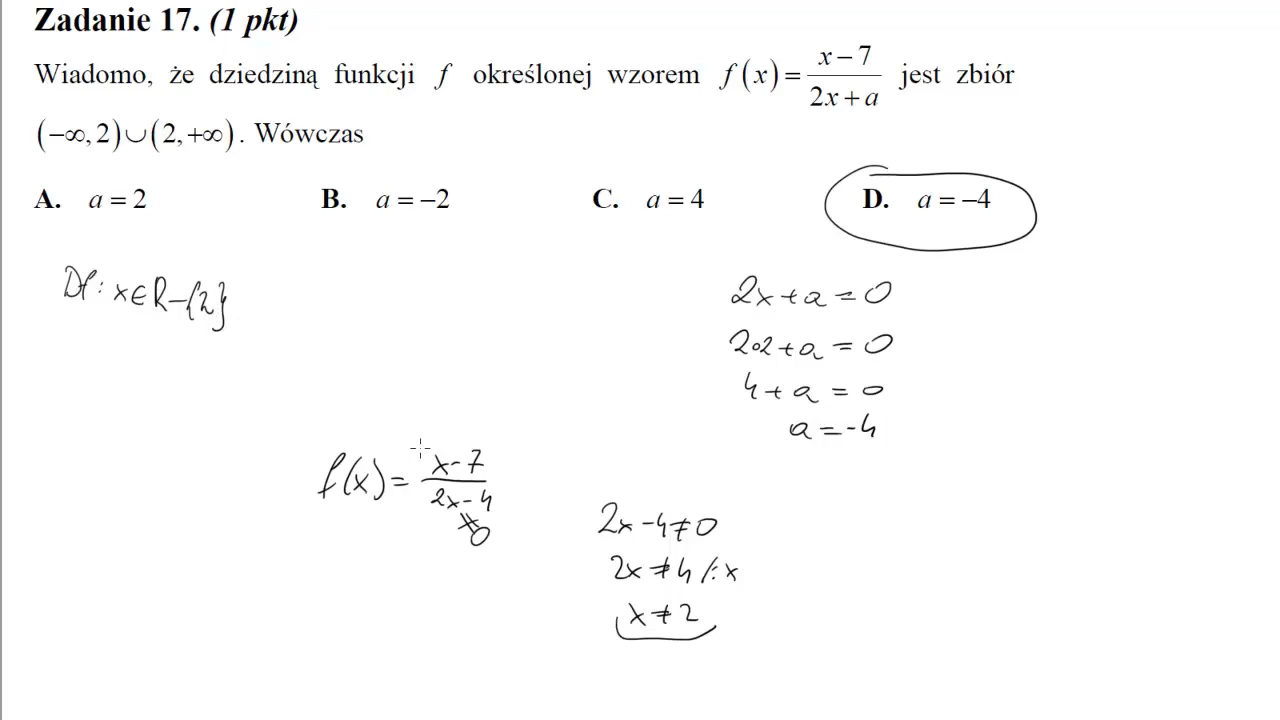 Zadanie 17. (1 pkt)
Wiadomo, że dziedziną funkcji f określonej wzorem f(x) = (x − 7)/(2x + a) jest zbiór
(−∞, 2) ∪ (2, +∞). Wówczas
A. a = 2 B. a = −2 C. a = 4 D. a = −4
Df: x∈R−{2}
2x + a = 0
2∘2 + a = 0
4 + a = 0
a = −4
f(x) = (x − 7)/(2x − 4)
≠0
2x − 4 ≠ 0
2x ≠ 4 /: x
x ≠ 2